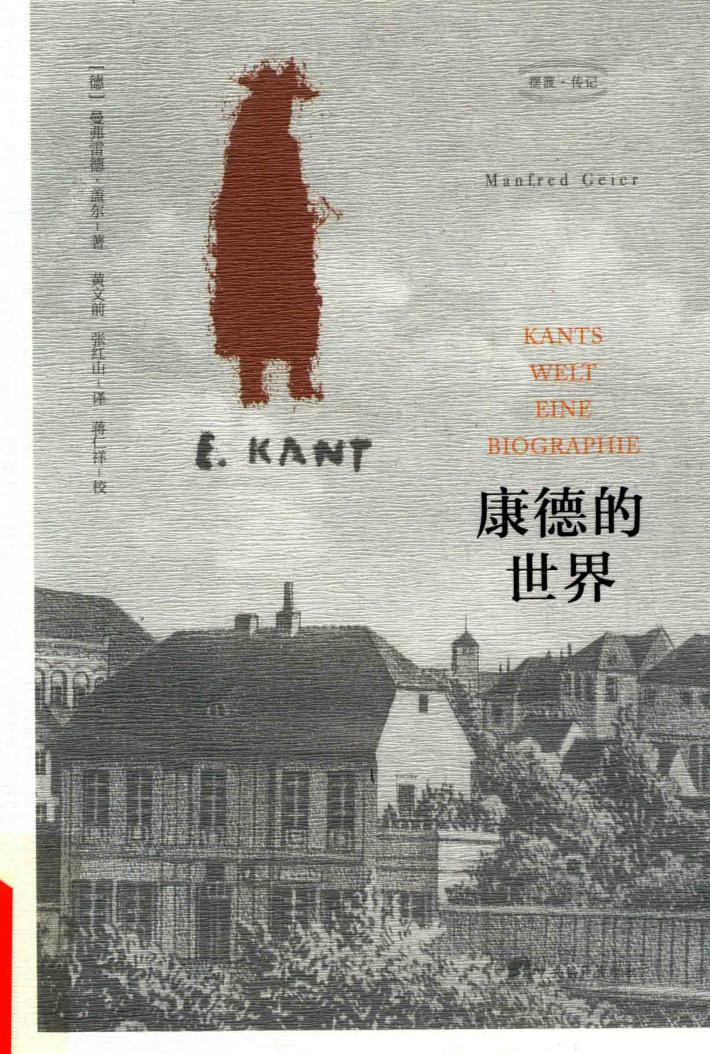 [德] 曼弗雷德·盖尔 — 著 黄文前 张红山 — 译 蒋仁祥 — 校
摆渡·传记
Manfred Geier
E. KANT
KANTS
WELT
EINE
BIOGRAPHIE
康德的
世界